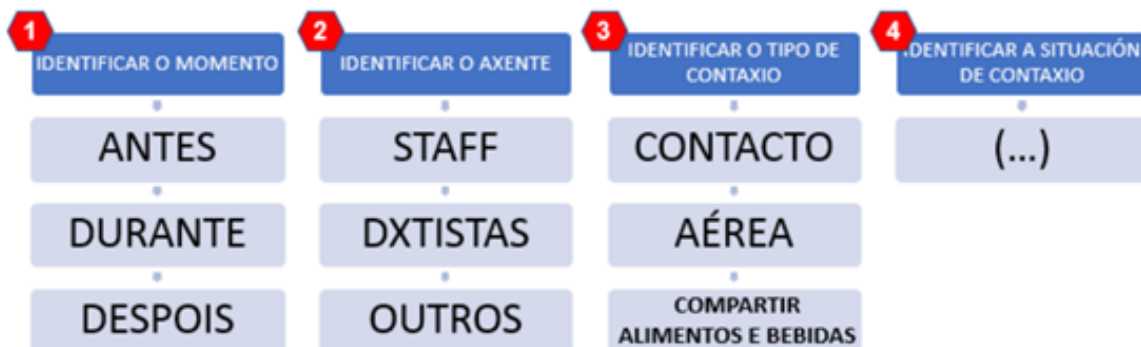 1
IDENTIFICAR O MOMENTO
ANTES
DURANTE
DESPOIS
2
IDENTIFICAR O AXENTE
STAFF
DXTISTAS
OUTROS
3
IDENTIFICAR O TIPO DE
CONTAXIO
CONTACTO
AÉREA
COMPARTIR
ALIMENTOS E BEBIDAS
4
IDENTIFICAR A SITUACIÓN
DE CONTAXIO
(...)